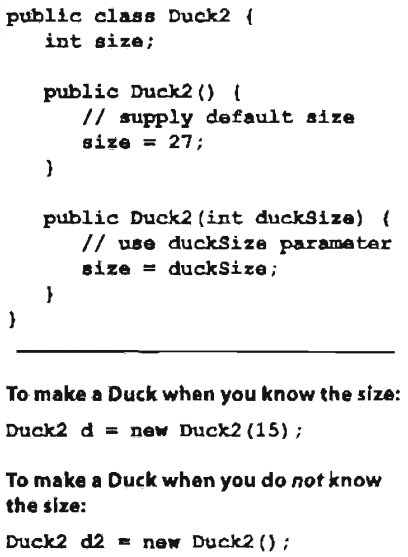 public class Duck2 {
int size;
public Duck2() {
// supply default size
size = 27;
}
public Duck2(int duckSize) {
// use duckSize parameter
size = duckSize;
}
}
To make a Duck when you know the size:
Duck2 d = new Duck2(15);
To make a Duck when you do not know
the size:
Duck2 d2 = new Duck2();